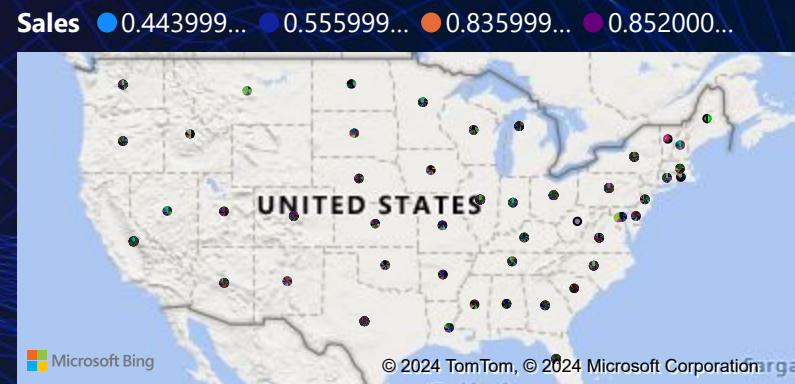 Sales 0.443999... 0.555999... 0.835999... 0.852000...
UNITED STATES
Microsoft Bing
© 2024 TomTom, © 2024 Microsoft Corporation